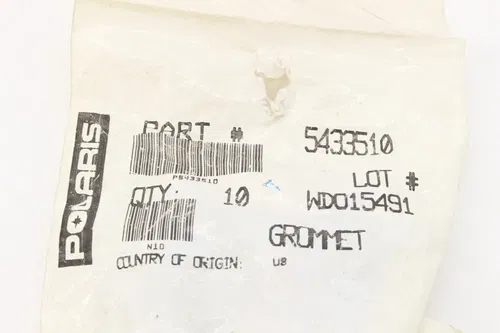 POLARIS
PART # 5433510
P5433510
LOT #
QTY: 10 WD015491
N10
GROMMET
COUNTRY OF ORIGIN: US